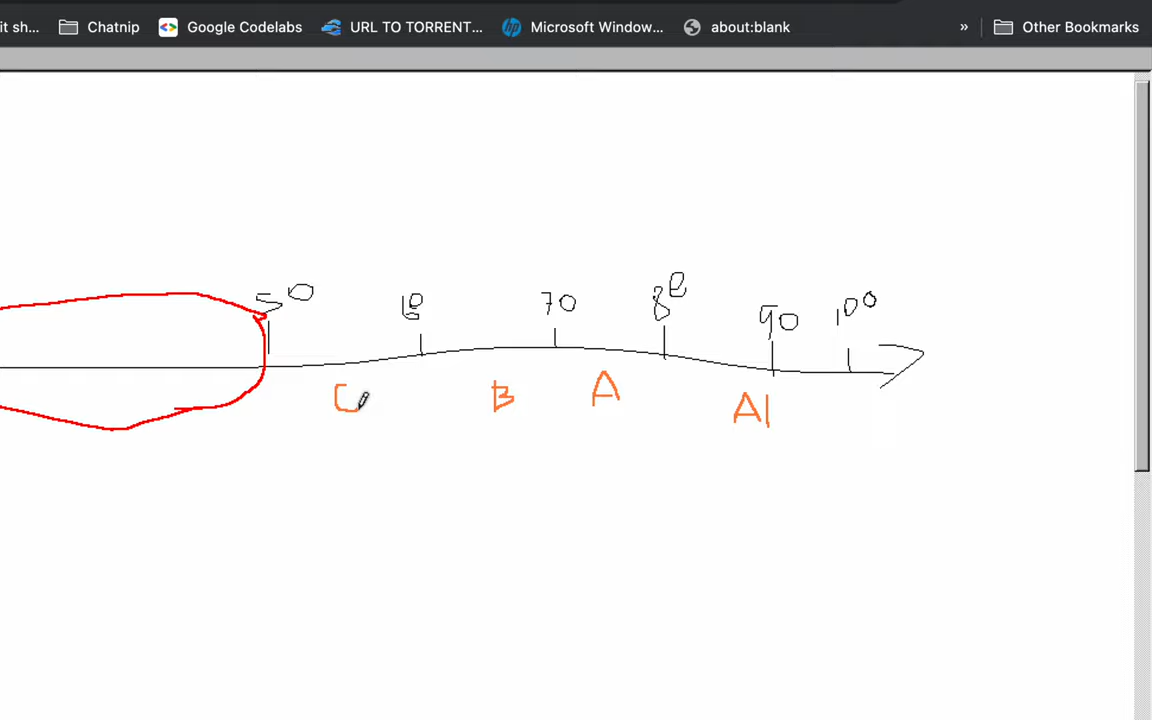 it sh... Chatnip Google Codelabs URL TO TORRENT... Microsoft Window... about:blank » Other Bookmarks
50 60 70 80 90 100
C B A A1